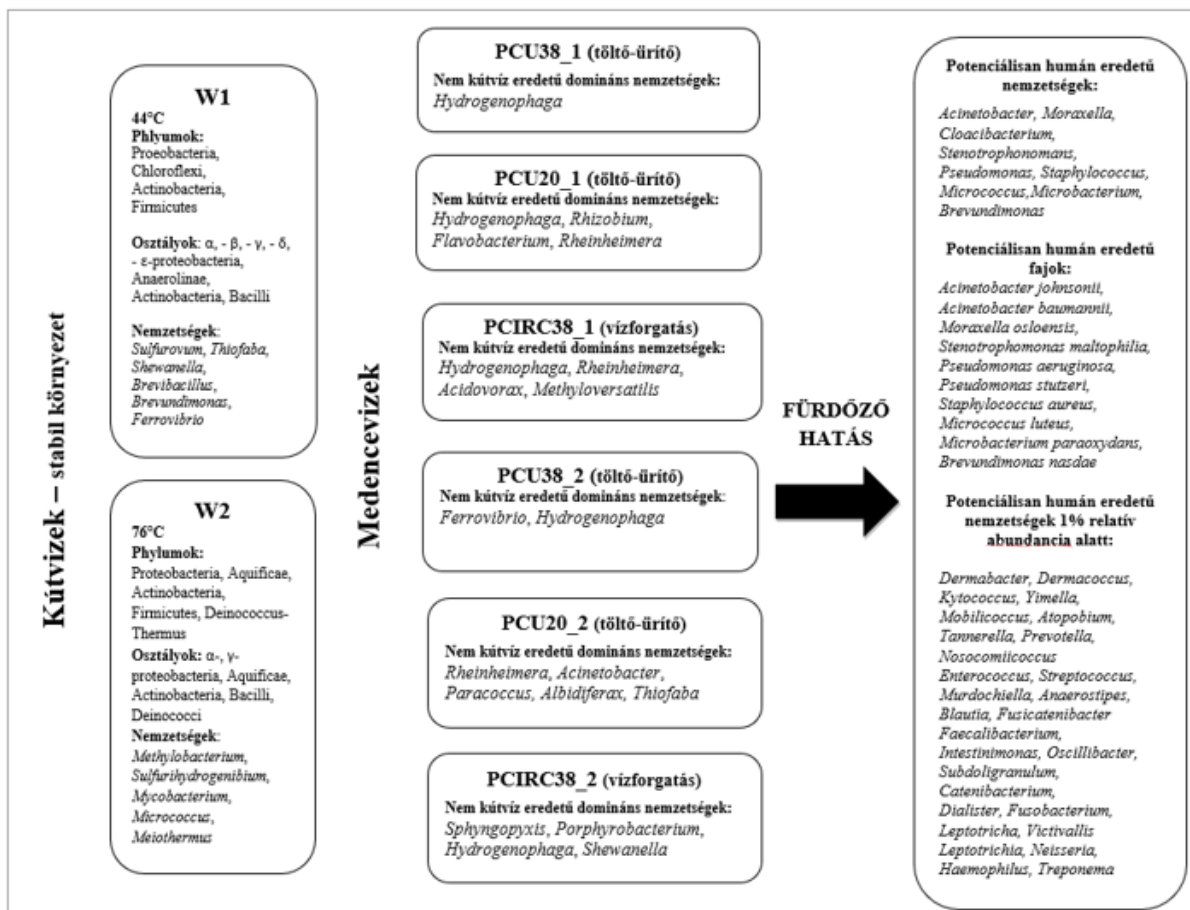 Kútvizek – stabil környezet
W1
44°C
Phlyumok:
Proeobacteria,
Chloroflexi,
Actinobacteria,
Firmicutes
Osztályok: α, - β, - γ, - δ,
- ε-proteobacteria,
Anaerolinae,
Actinobacteria, Bacilli
Nemzetségek:
Sulfurovum, Thiofaba,
Shewanella,
Brevibacillus,
Brevundimonas,
Ferrovibrio
W2
76°C
Phylumok:
Proteobacteria, Aquificae,
Actinobacteria,
Firmicutes, Deinococcus-
Thermus
Osztályok: α-, γ-
proteobacteria, Aquificae,
Actinobacteria, Bacilli,
Deinococci
Nemzetségek:
Methylobacterium,
Sulfurihydrogenibium,
Mycobacterium,
Micrococcus,
Meiothermus
Medencevizek
PCU38_1 (töltő-ürítő)
Nem kútvíz eredetű domináns nemzetségek:
Hydrogenophaga
PCU20_1 (töltő-ürítő)
Nem kútvíz eredetű domináns nemzetségek:
Hydrogenophaga, Rhizobium,
Flavobacterium, Rheinheimera
PCIRC38_1 (vízforgatás)
Nem kútvíz eredetű domináns nemzetségek:
Hydrogenophaga, Rheinheimera,
Acidovorax, Methyloversatilis
PCU38_2 (töltő-ürítő)
Nem kútvíz eredetű domináns nemzetségek:
Ferrovibrio, Hydrogenophaga
PCU20_2 (töltő-ürítő)
Nem kútvíz eredetű domináns nemzetségek:
Rheinheimera, Acinetobacter,
Paracoccus, Albidiferax, Thiofaba
PCIRC38_2 (vízforgatás)
Nem kútvíz eredetű domináns nemzetségek:
Sphyngopyxis, Porphyrobacterium,
Hydrogenophaga, Shewanella
FÜRDŐZŐ
HATÁS
Potenciálisan humán eredetű
nemzetségek:
Acinetobacter, Moraxella,
Cloacibacterium,
Stenotrophonomans,
Pseudomonas, Staphylococcus,
Micrococcus,Microbacterium,
Brevundimonas
Potenciálisan humán eredetű
fajok:
Acinetobacter johnsonii,
Acinetobacter baumannii,
Moraxella osloensis,
Stenotrophomonas maltophilia,
Pseudomonas aeruginosa,
Pseudomonas stutzeri,
Staphylococcus aureus,
Micrococcus luteus,
Microbacterium paraoxydans,
Brevundimonas nasdae
Potenciálisan humán eredetű
nemzetségek 1% relatív
abundancia alatt:
Dermabacter, Dermacoccus,
Kytococcus, Yimella,
Mobilicoccus, Atopobium,
Tannerella, Prevotella,
Nosocomiicoccus
Enterococcus, Streptococcus,
Murdochiella, Anaerostipes,
Blautia, Fusicatenibacter
Faecalibacterium,
Intestinimonas, Oscillibacter,
Subdoligranulum,
Catenibacterium,
Dialister, Fusobacterium,
Leptotricha, Victivallis
Leptotrichia, Neisseria,
Haemophilus, Treponema